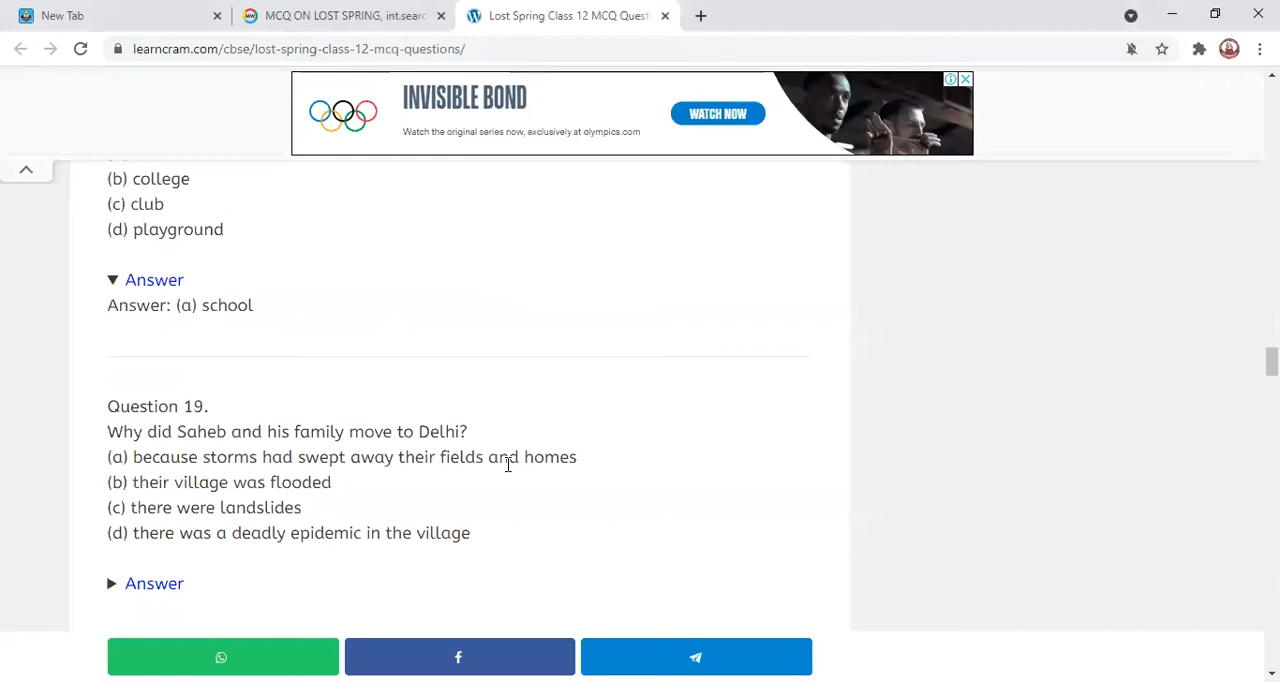 New Tab
MCQ ON LOST SPRING, int.searc
Lost Spring Class 12 MCQ Quest
learncram.com/cbse/lost-spring-class-12-mcq-questions/
INVISIBLE BOND
Watch the original series now, exclusively at olympics.com
WATCH NOW
(b) college
(c) club
(d) playground
Answer
Answer: (a) school
Question 19.
Why did Saheb and his family move to Delhi?
(a) because storms had swept away their fields and homes
(b) their village was flooded
(c) there were landslides
(d) there was a deadly epidemic in the village
Answer